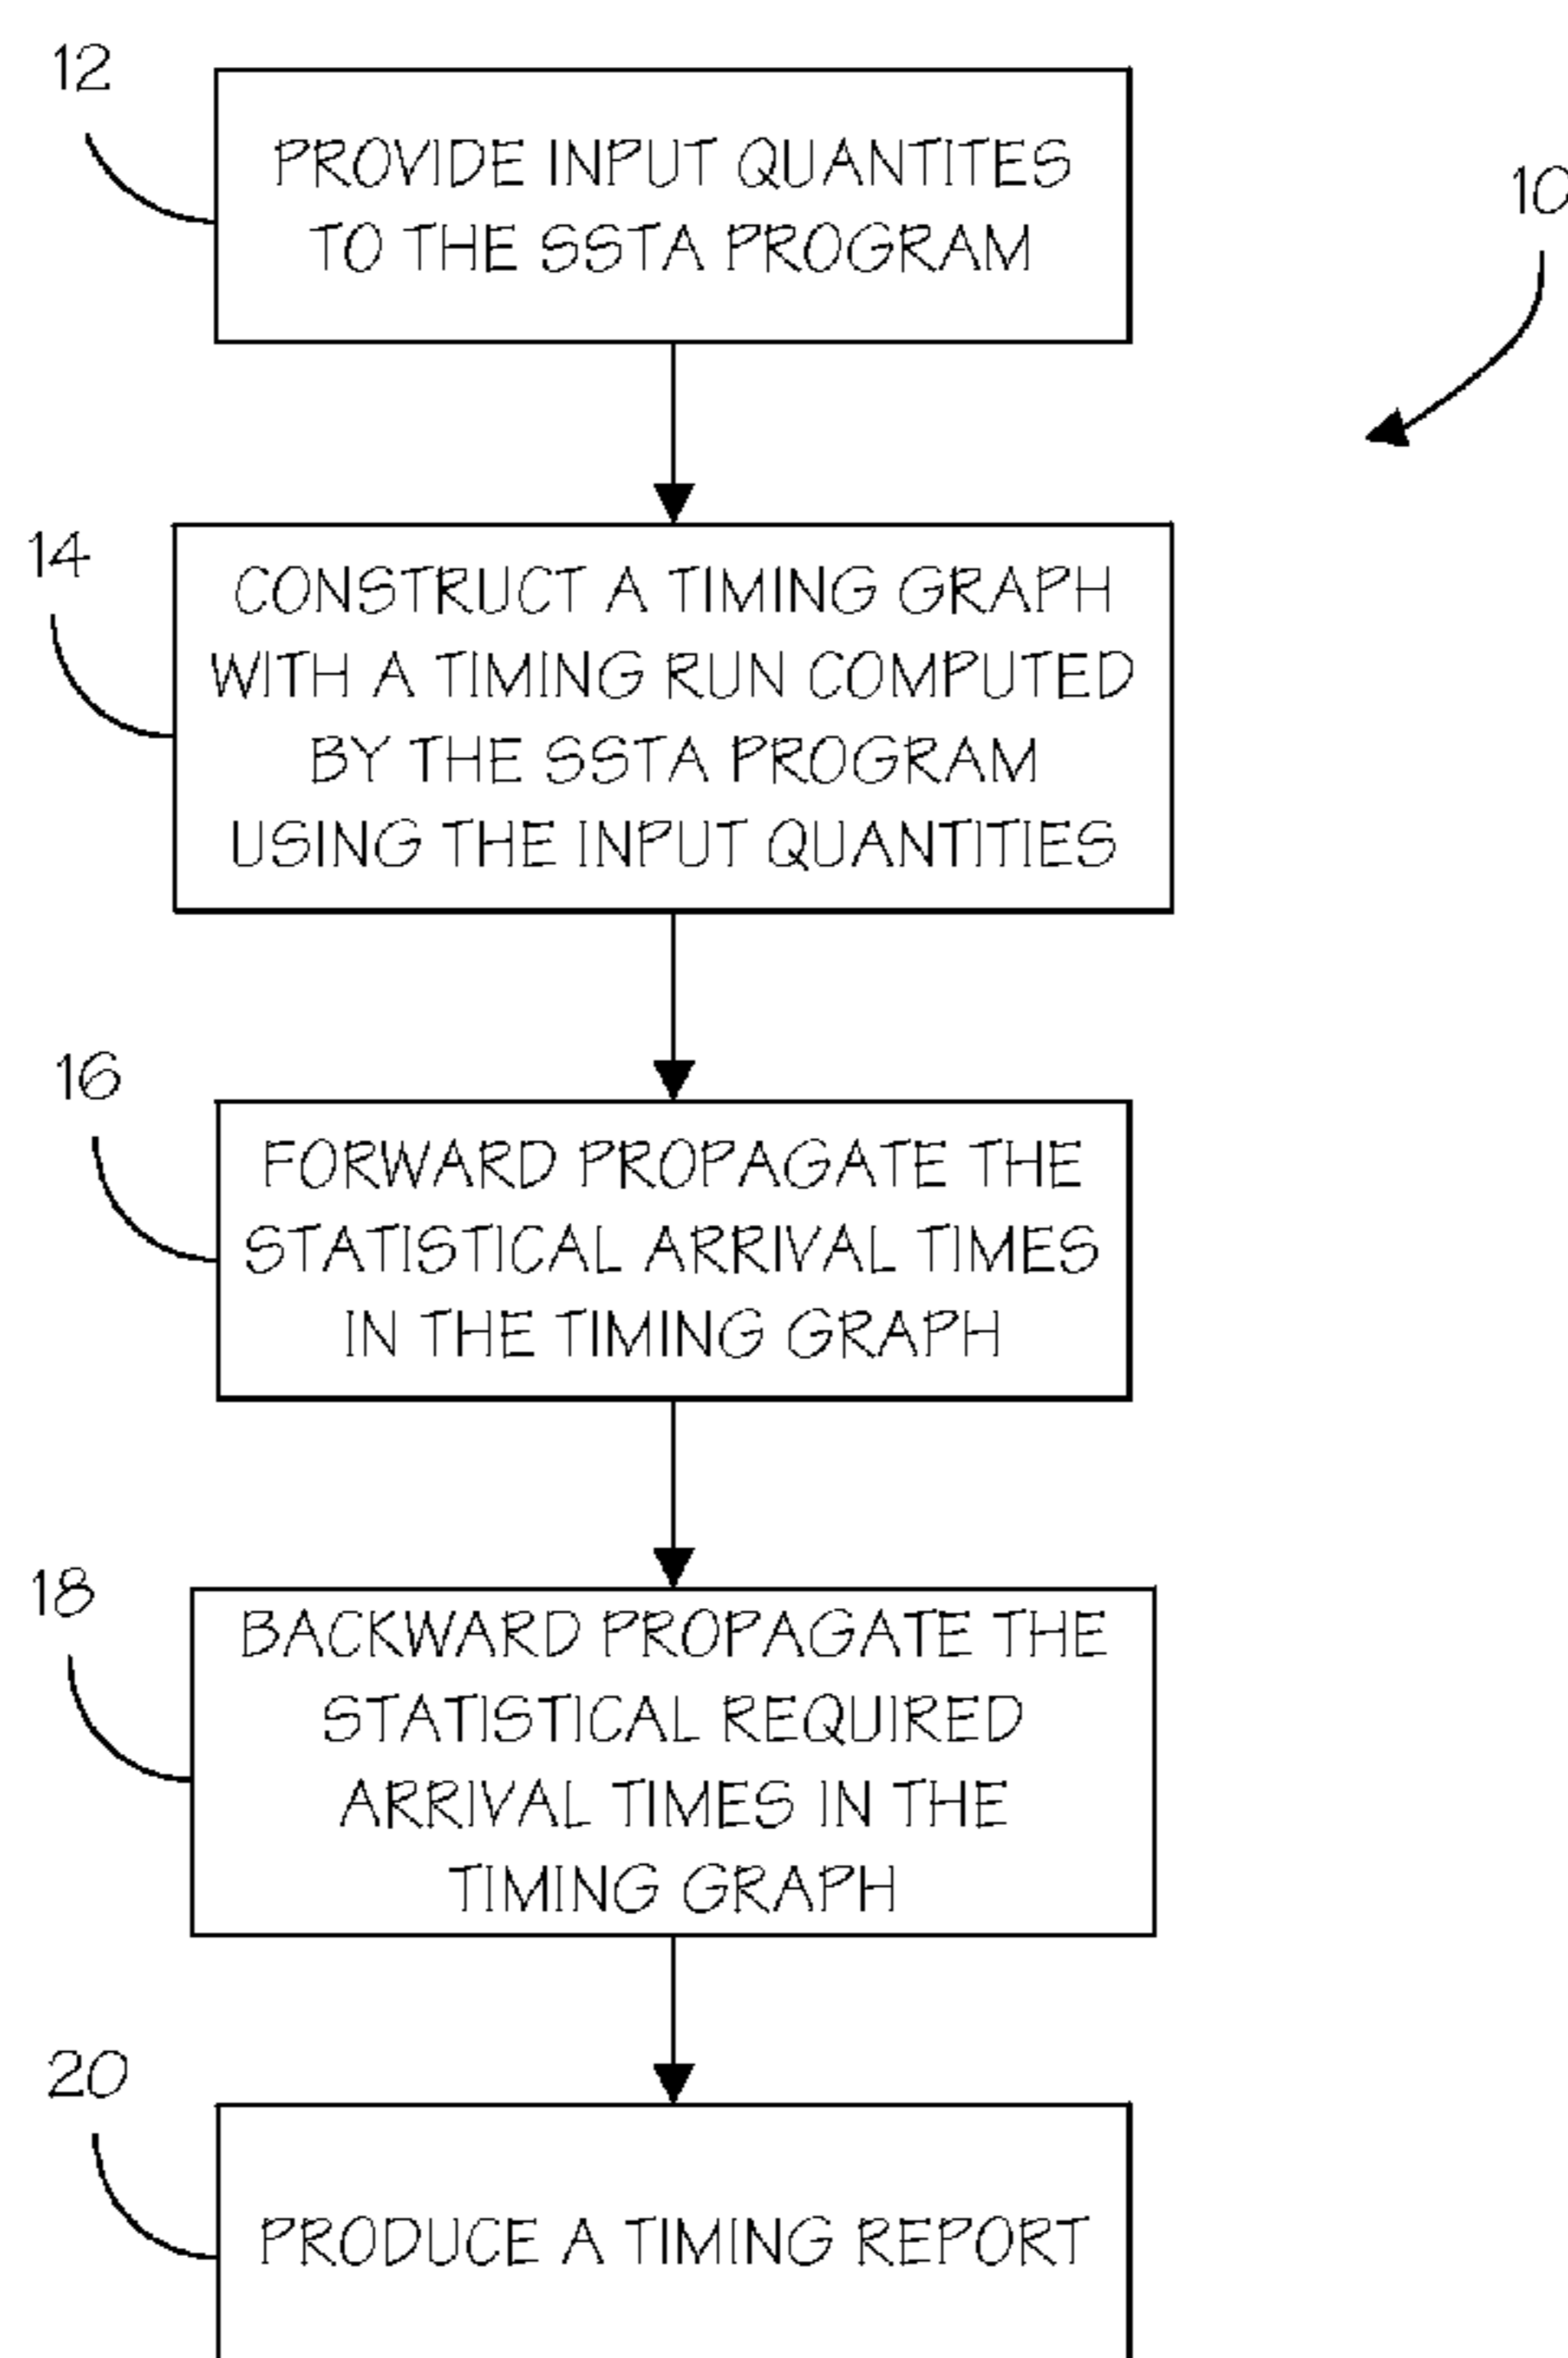 12
PROVIDE INPUT QUANTITES
TO THE SSTA PROGRAM
10
14
CONSTRUCT A TIMING GRAPH
WITH A TIMING RUN COMPUTED
BY THE SSTA PROGRAM
USING THE INPUT QUANTITIES
16
FORWARD PROPAGATE THE
STATISTICAL ARRIVAL TIMES
IN THE TIMING GRAPH
18
BACKWARD PROPAGATE THE
STATISTICAL REQUIRED
ARRIVAL TIMES IN THE
TIMING GRAPH
20
PRODUCE A TIMING REPORT